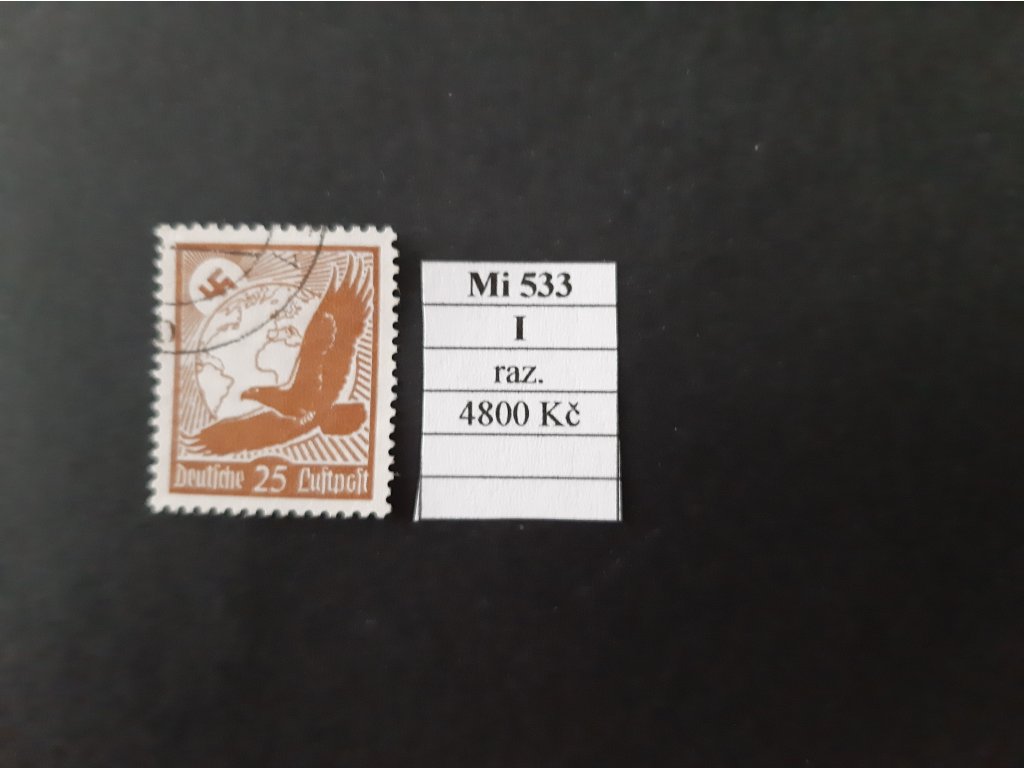 Deutsche 25 Luftpost
Mi 533
I
raz.
4800 Kč